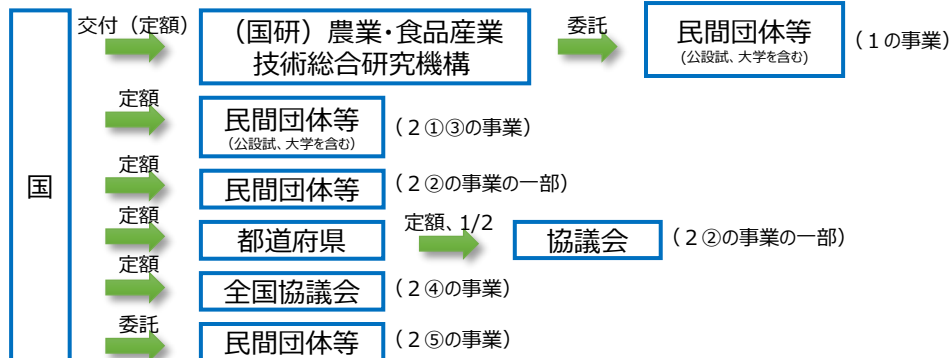 交付（定額）
（国研）農業・食品産業
技術総合研究機構
委託
民間団体等
(公設試、大学を含む)
（１の事業）
国
定額
民間団体等
(公設試、大学を含む)
（２①③の事業）
定額
民間団体等
（２②の事業の一部）
定額
都道府県
定額、1/2
協議会
（２②の事業の一部）
定額
全国協議会
（２④の事業）
委託
民間団体等
（２⑤の事業）